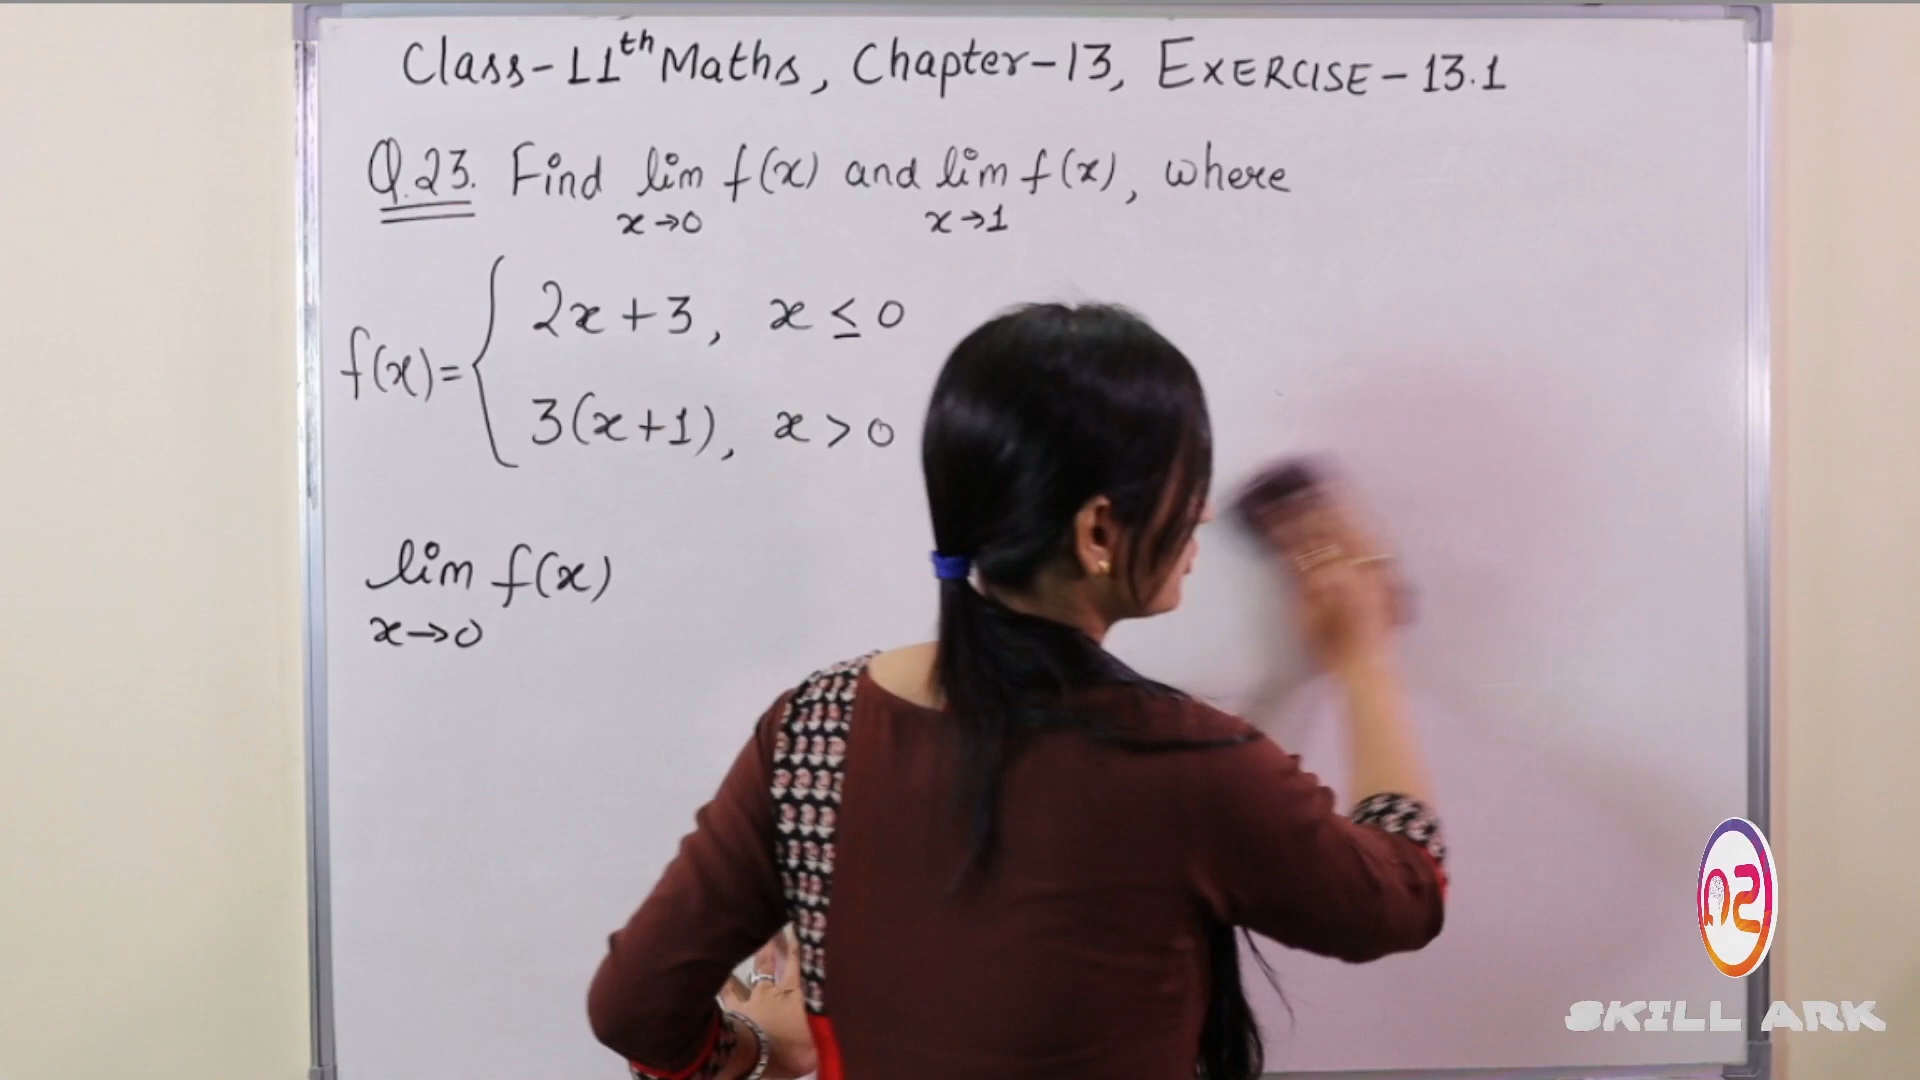 Class-11th Maths, Chapter-13, EXERCISE-13.1
Q.23. Find lim f(x) and lim f(x), where
x→0 x→1
f(x)= { 2x+3, x ≤ 0
3(x+1), x > 0
lim f(x)
x→0
SKILL ARK